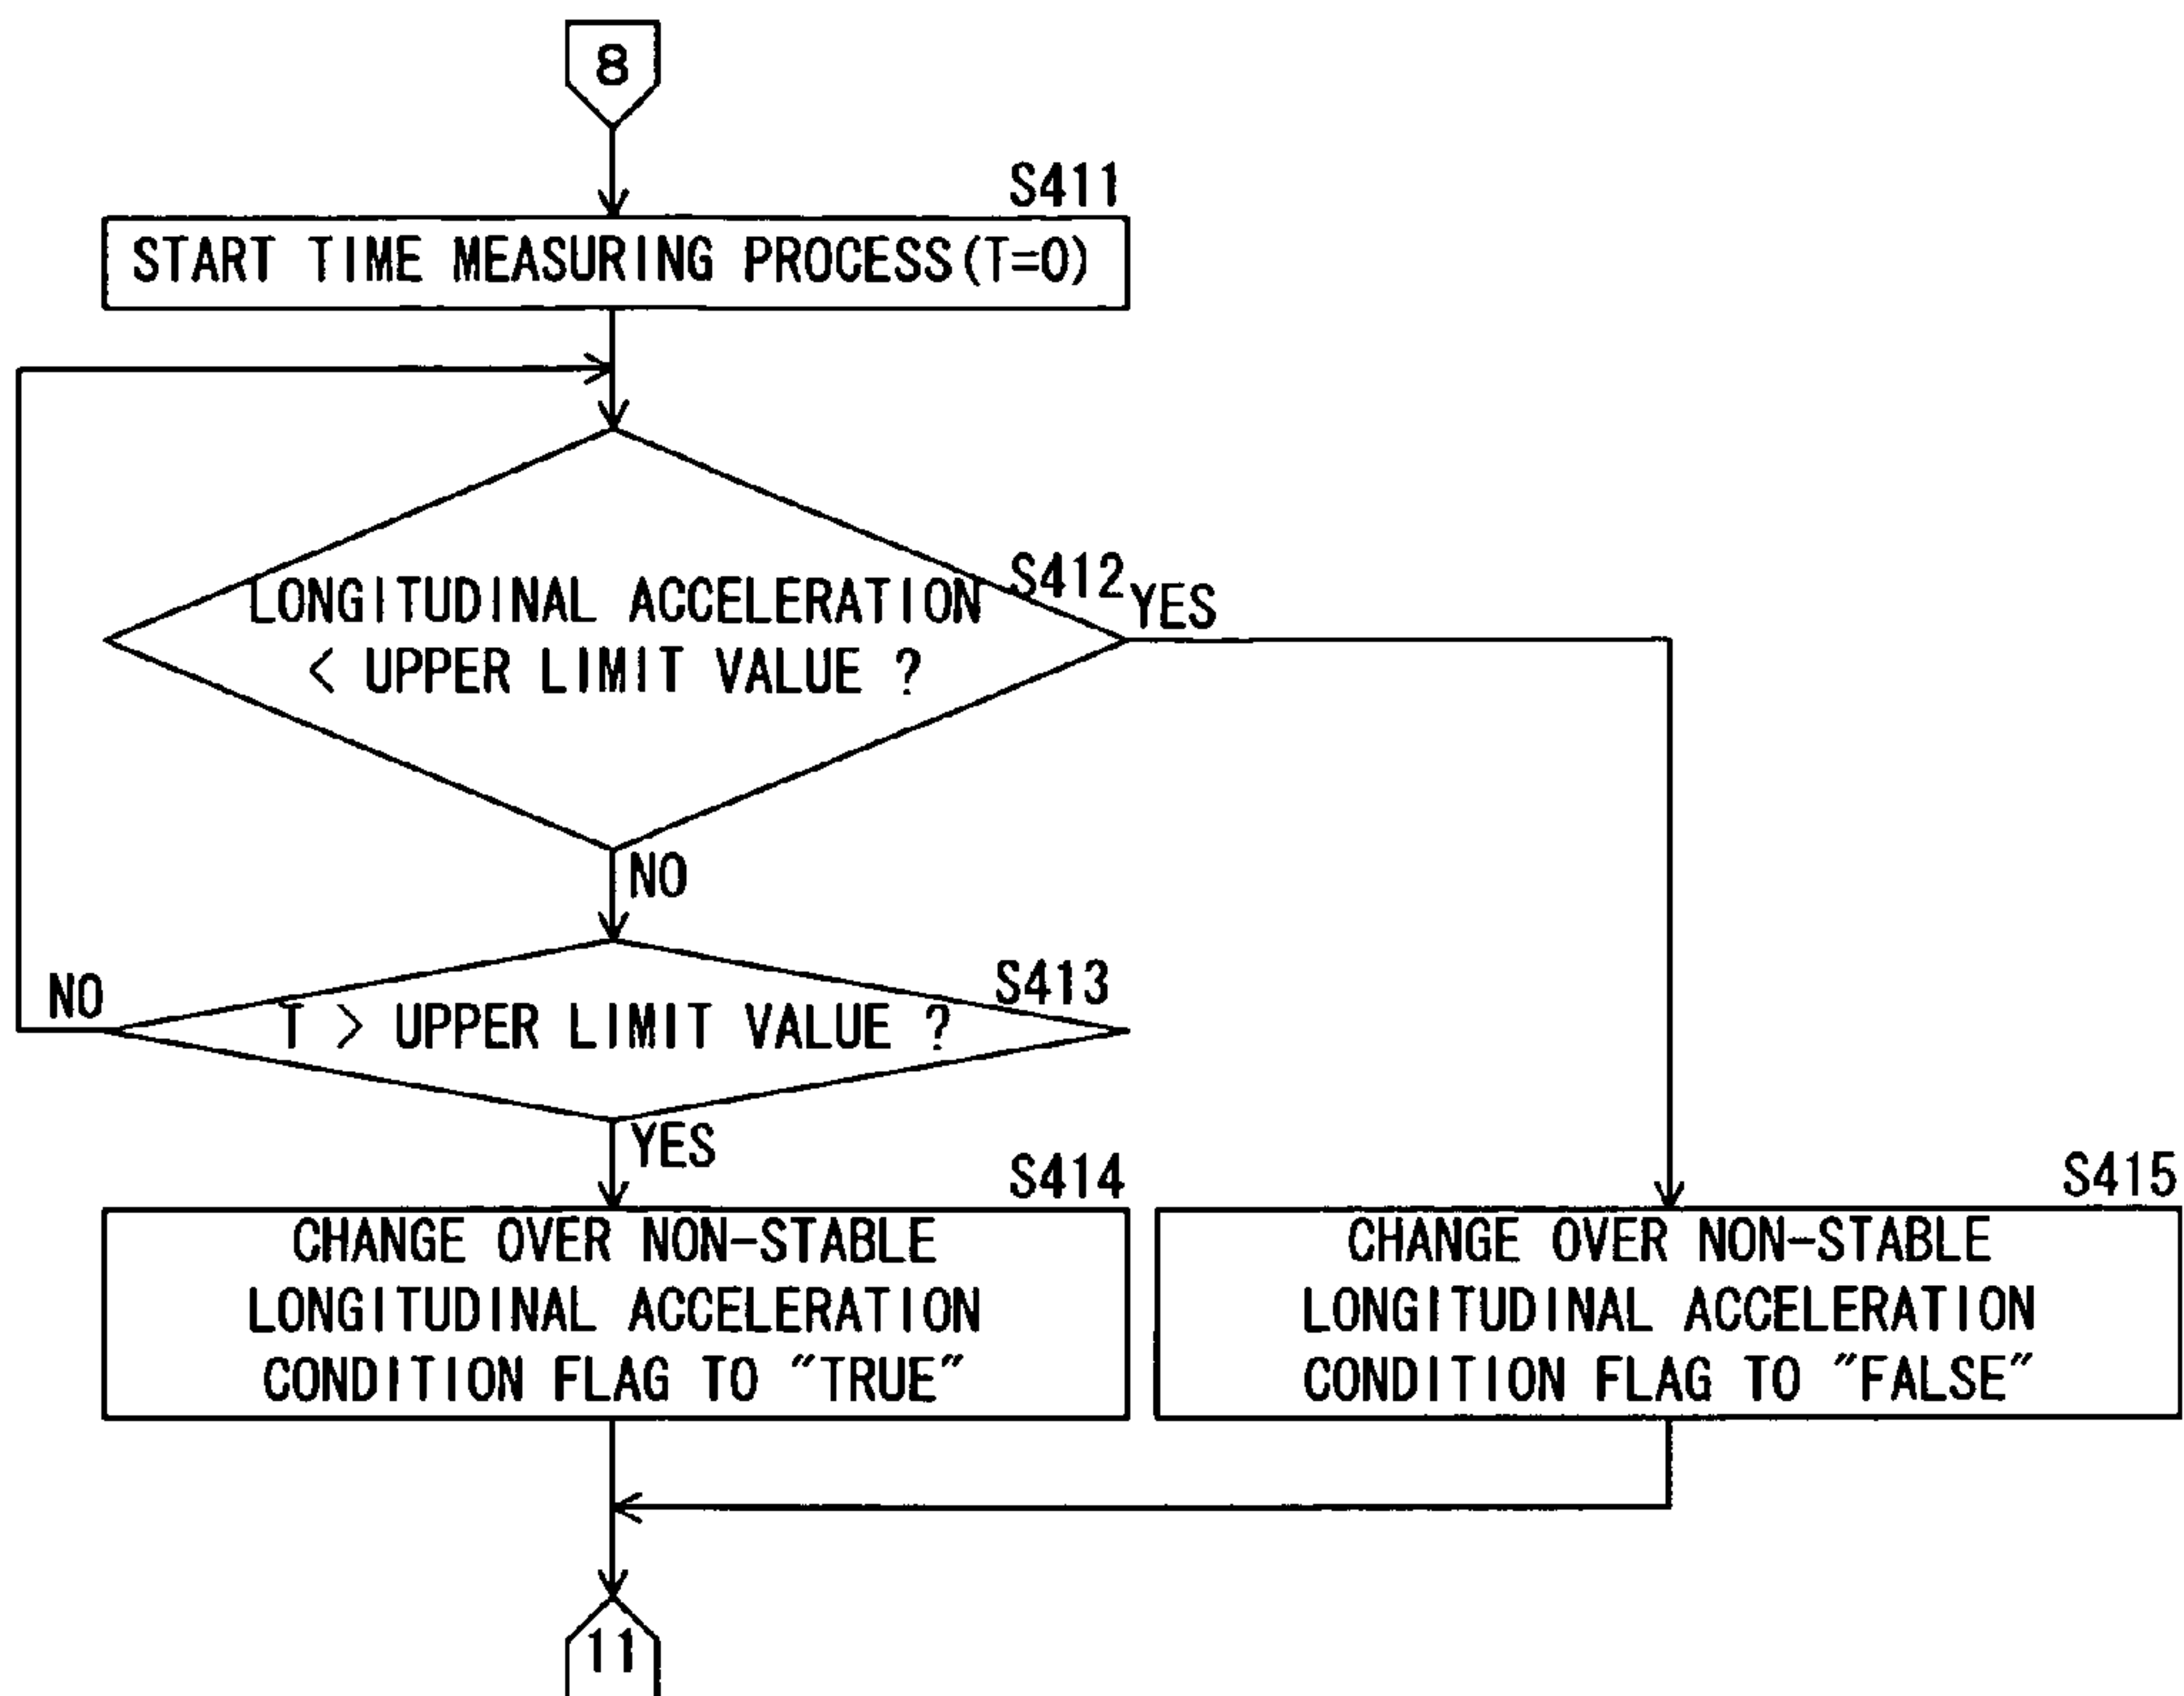 8
S411
START TIME MEASURING PROCESS(T=0)
S412
YES
LONGITUDINAL ACCELERATION
< UPPER LIMIT VALUE ?
NO
S413
NO
T > UPPER LIMIT VALUE ?
YES
S414
CHANGE OVER NON-STABLE
LONGITUDINAL ACCELERATION
CONDITION FLAG TO "TRUE"
S415
CHANGE OVER NON-STABLE
LONGITUDINAL ACCELERATION
CONDITION FLAG TO "FALSE"
11